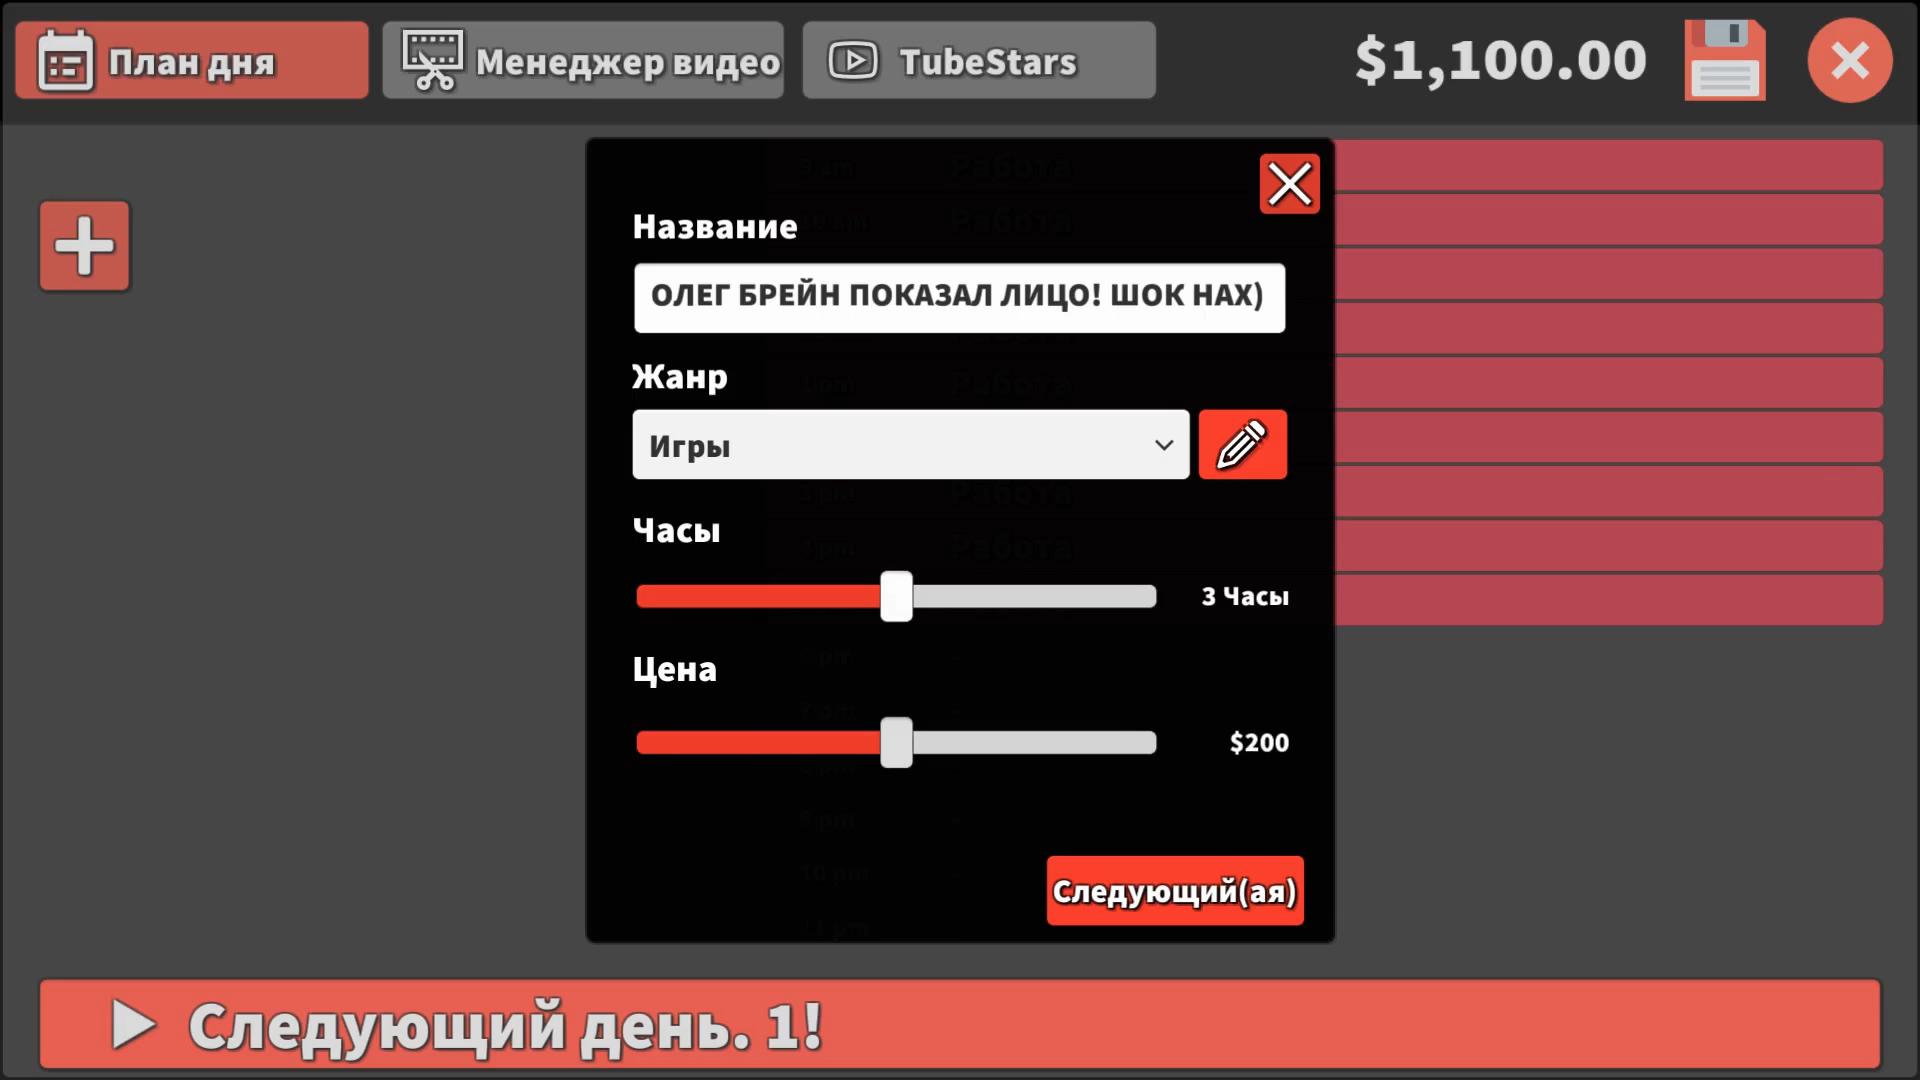 План дня
Менеджер видео
TubeStars
$1,100.00
Название
ОЛЕГ БРЕЙН ПОКАЗАЛ ЛИЦО! ШОК НАХ)
Жанр
Игры
Часы
3 Часы
Цена
$200
Следующий(ая)
Следующий день. 1!